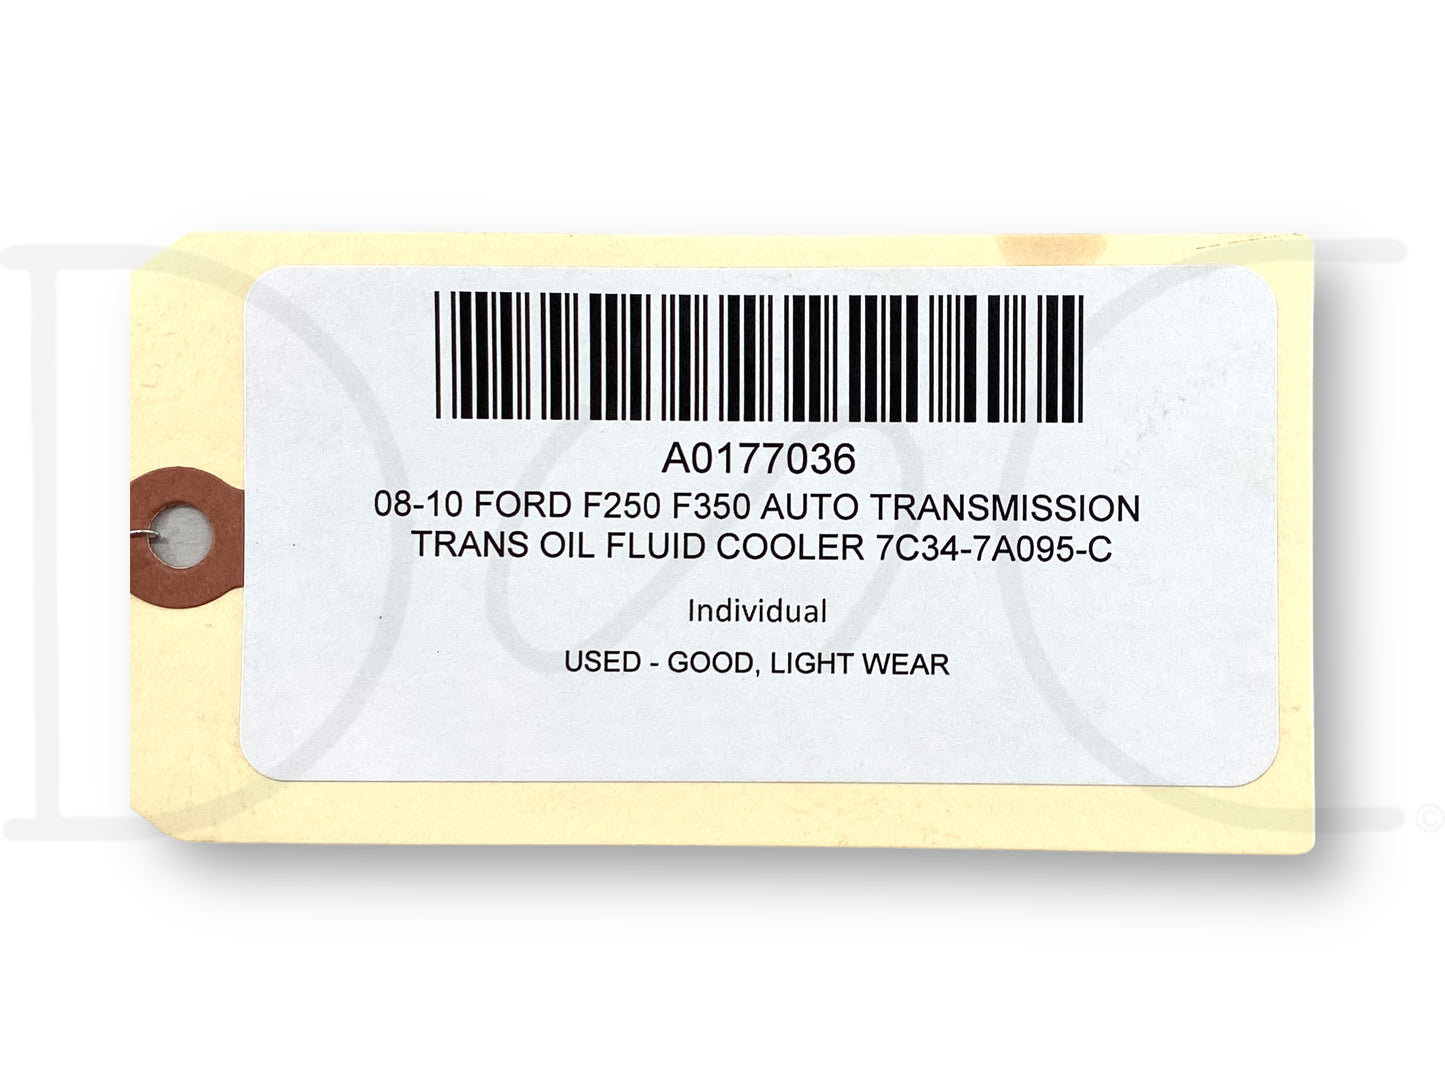 A0177036
08-10 FORD F250 F350 AUTO TRANSMISSION
TRANS OIL FLUID COOLER 7C34-7A095-C
Individual
USED - GOOD, LIGHT WEAR
©